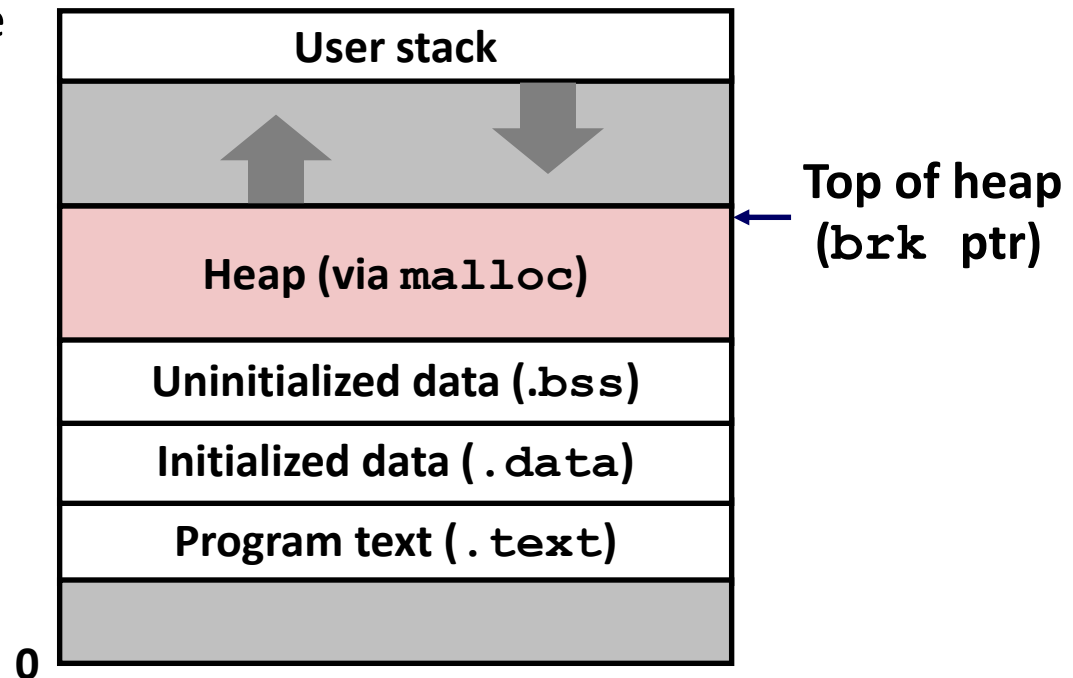 e
User stack
Top of heap
(brk ptr)
Heap (via malloc)
Uninitialized data (.bss)
Initialized data (.data)
Program text (.text)
0